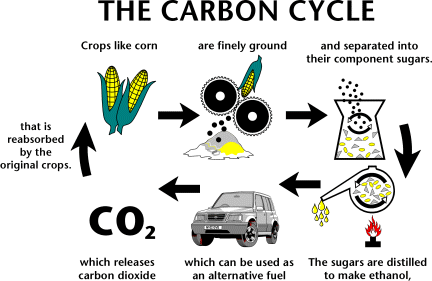 THE CARBON CYCLE
Crops like corn
are finely ground
and separated into
their component sugars.
The sugars are distilled
to make ethanol,
which can be used as
an alternative fuel
which releases
carbon dioxide
CO2
that is
reabsorbed
by the
original crops.